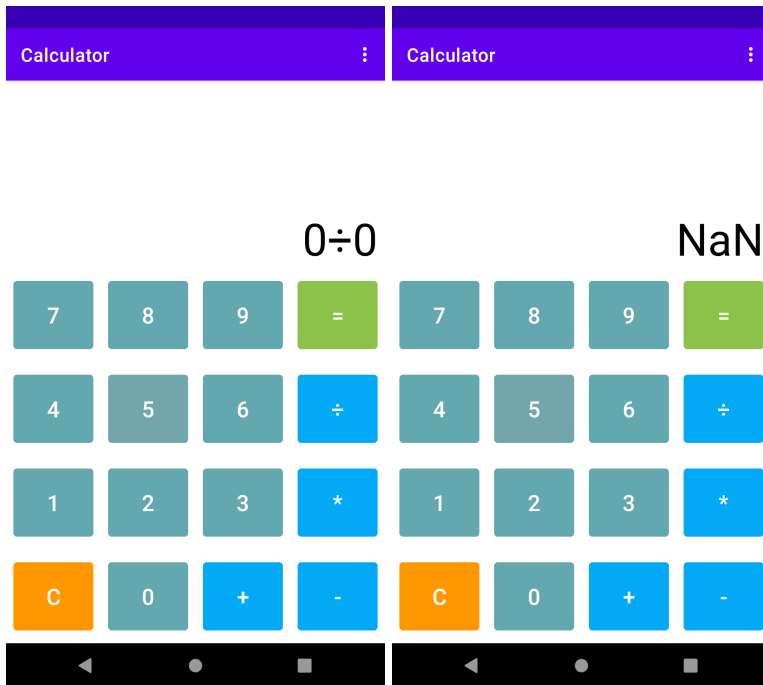 Calculator
0÷0
7 8 9 =
4 5 6 ÷
1 2 3 *
C 0 + -
Calculator
NaN
7 8 9 =
4 5 6 ÷
1 2 3 *
C 0 + -